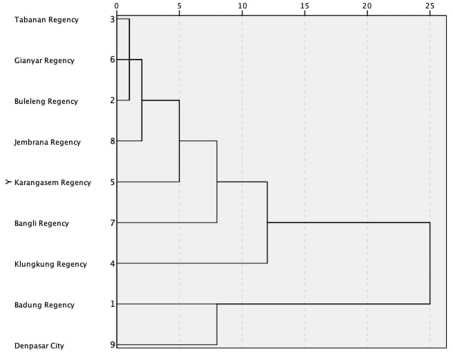 0 5 10 15 20 25
Tabanan Regency 3
Gianyar Regency 6
Buleleng Regency 2
Jembrana Regency 8
Y Karangasem Regency 5
Bangli Regency 7
Klungkung Regency 4
Badung Regency 1
Denpasar City 9